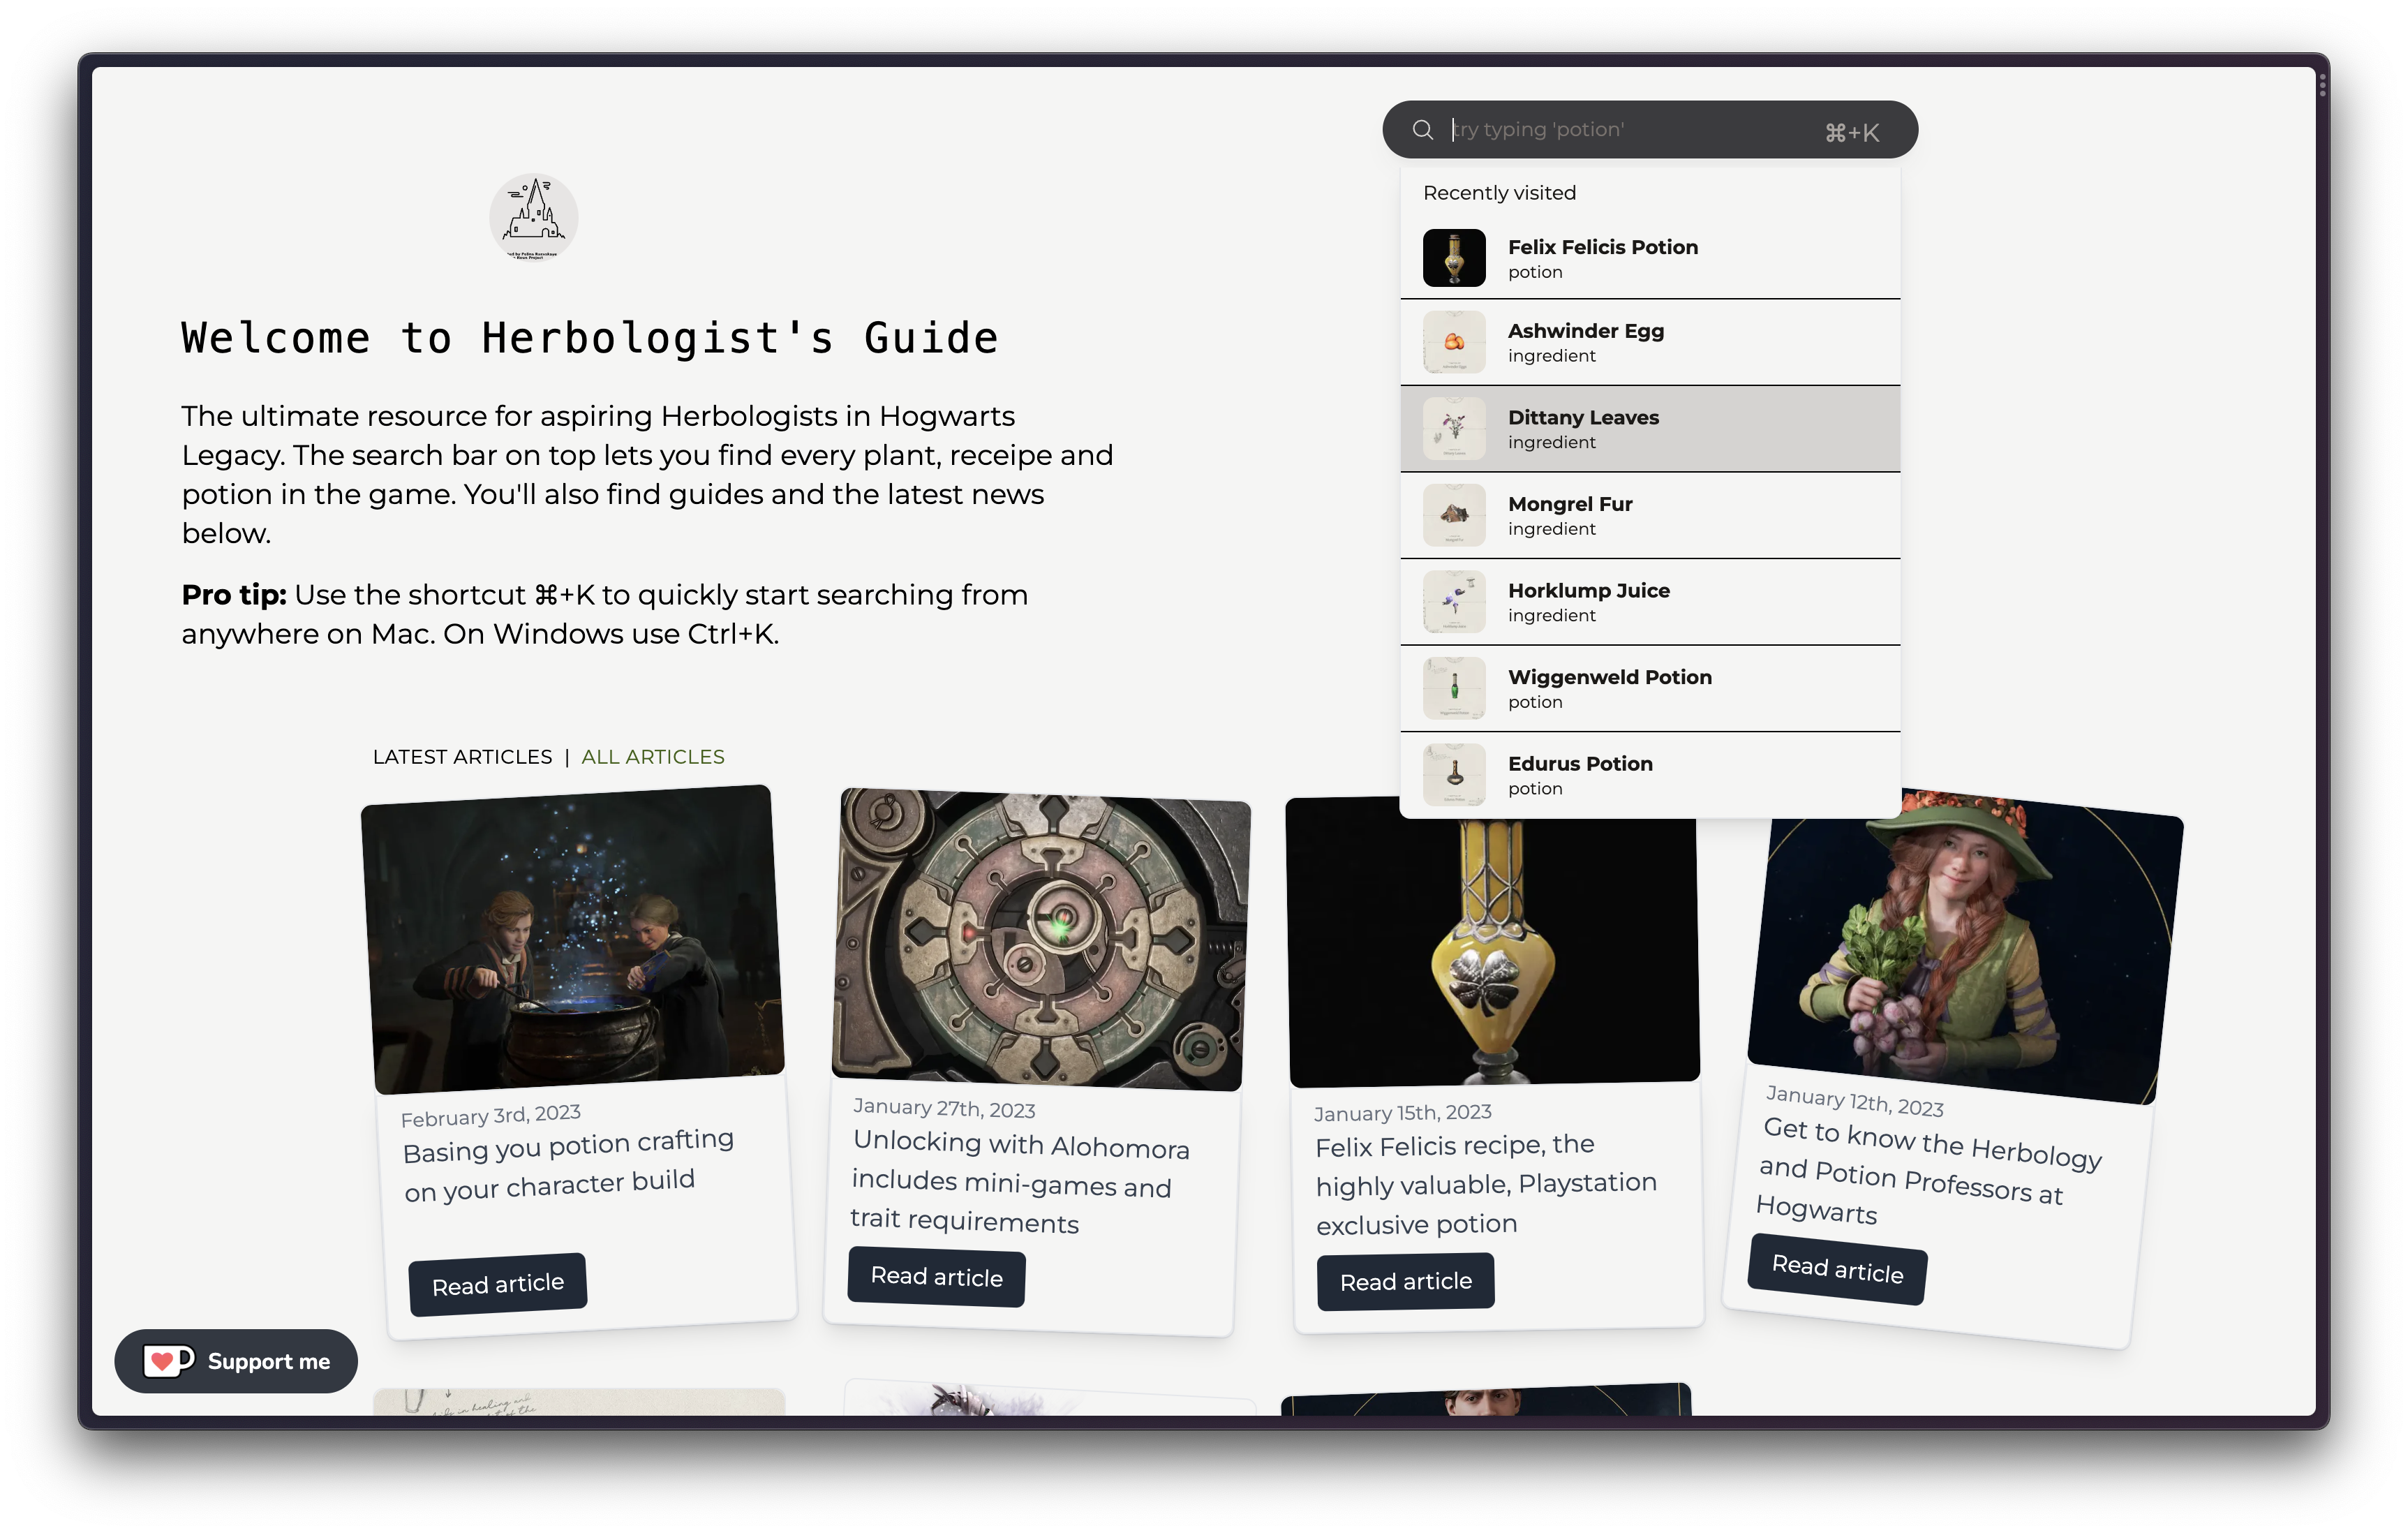 try typing 'potion'
⌘+K
Recently visited
Felix Felicis Potion
potion
Ashwinder Egg
ingredient
Dittany Leaves
ingredient
Mongrel Fur
ingredient
Horklump Juice
ingredient
Wiggenweld Potion
potion
Edurus Potion
potion
Welcome to Herbologist's Guide
The ultimate resource for aspiring Herbologists in Hogwarts
Legacy. The search bar on top lets you find every plant, receipe and
potion in the game. You'll also find guides and the latest news
below.
Pro tip: Use the shortcut ⌘+K to quickly start searching from
anywhere on Mac. On Windows use Ctrl+K.
LATEST ARTICLES | ALL ARTICLES
February 3rd, 2023
Basing you potion crafting
on your character build
Read article
January 27th, 2023
Unlocking with Alohomora
includes mini-games and
trait requirements
Read article
January 15th, 2023
Felix Felicis recipe, the
highly valuable, Playstation
exclusive potion
Read article
January 12th, 2023
Get to know the Herbology
and Potion Professors at
Hogwarts
Read article
Support me
in healing and
of the